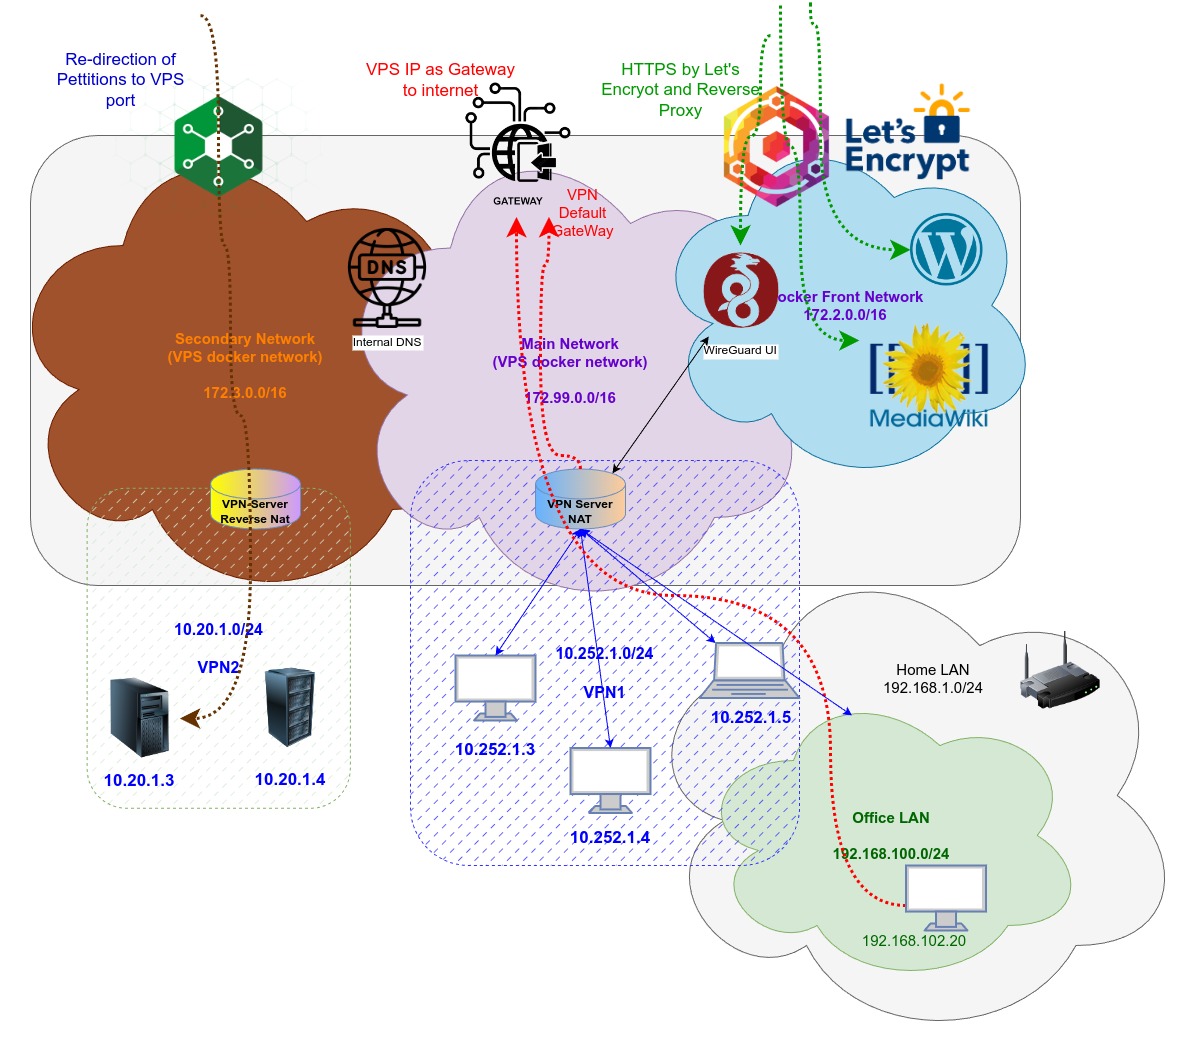 Re-direction of
Pettitions to VPS
port
VPS IP as Gateway
to internet
HTTPS by Let's
Encryot and Reverse
Proxy
Let's
Encrypt
GATEWAY
VPN
Default
GateWay
DNS
Internal DNS
Secondary Network
(VPS docker network)
172.3.0.0/16
Main Network
(VPS docker network)
172.99.0.0/16
ocker Front Network
172.2.0.0/16
WireGuard UI
W
[[ ]]
MediaWiki
VPN-Server
Reverse Nat
VPN Server
NAT
10.20.1.0/24
VPN2
10.20.1.3
10.20.1.4
10.252.1.0/24
VPN1
10.252.1.3
10.252.1.4
10.252.1.5
Home LAN
192.168.1.0/24
Office LAN
192.168.100.0/24
192.168.102.20